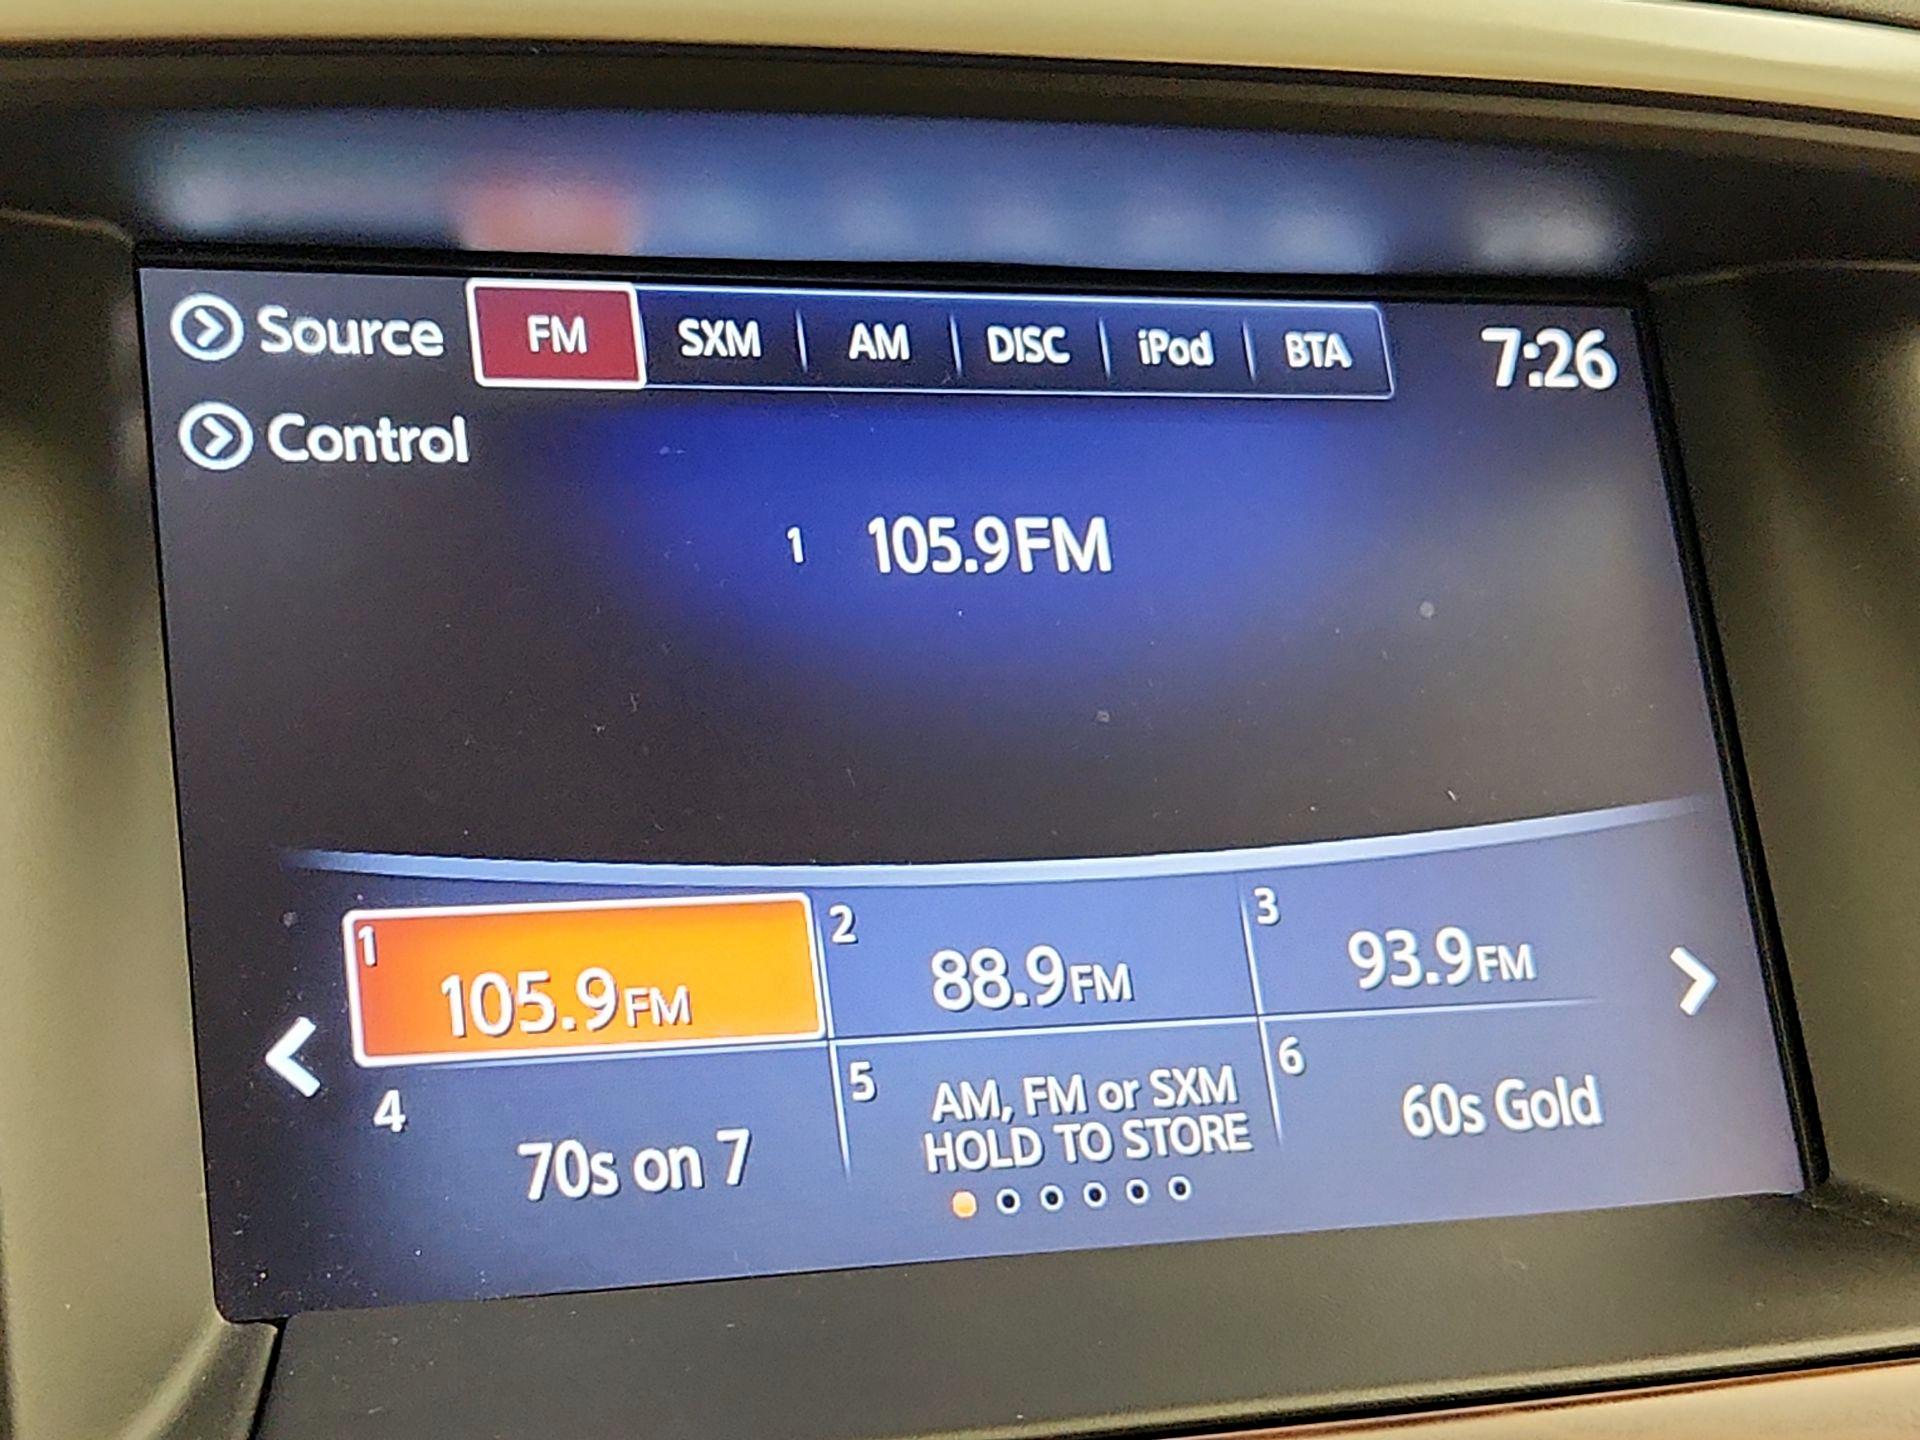 Source FM SXM AM DISC iPod BTA 7:26
Control
1 105.9FM
1 105.9FM
2 88.9FM
3 93.9FM
4 70s on 7
5 AM, FM or SXM
HOLD TO STORE
6 60s Gold